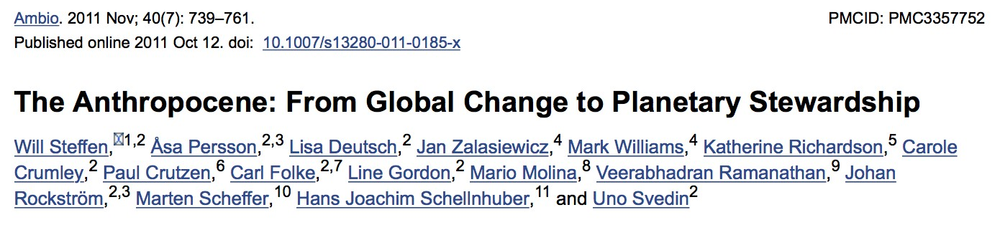 Ambio. 2011 Nov; 40(7): 739–761.
PMCID: PMC3357752
Published online 2011 Oct 12. doi: 10.1007/s13280-011-0185-x
The Anthropocene: From Global Change to Planetary Stewardship
Will Steffen,1,2 Åsa Persson,2,3 Lisa Deutsch,2 Jan Zalasiewicz,4 Mark Williams,4 Katherine Richardson,5 Carole
Crumley,2 Paul Crutzen,6 Carl Folke,2,7 Line Gordon,2 Mario Molina,8 Veerabhadran Ramanathan,9 Johan
Rockström,2,3 Marten Scheffer,10 Hans Joachim Schellnhuber,11 and Uno Svedin2